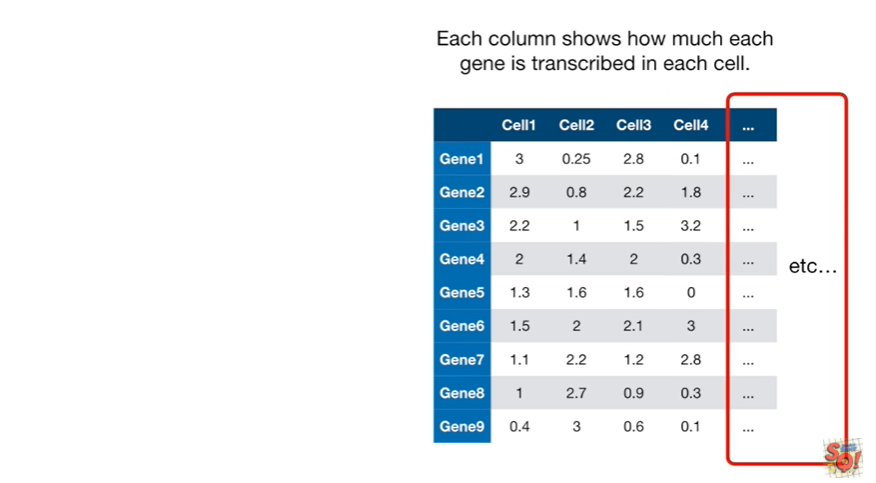 Each column shows how much each
gene is transcribed in each cell.
Cell1 Cell2 Cell3 Cell4 ...
Gene1 3 0.25 2.8 0.1 ...
Gene2 2.9 0.8 2.2 1.8 ...
Gene3 2.2 1 1.5 3.2 ...
Gene4 2 1.4 2 0.3 ...
etc…
Gene5 1.3 1.6 1.6 0 ...
Gene6 1.5 2 2.1 3 ...
Gene7 1.1 2.2 1.2 2.8 ...
Gene8 1 2.7 0.9 0.3 ...
Gene9 0.4 3 0.6 0.1 ...